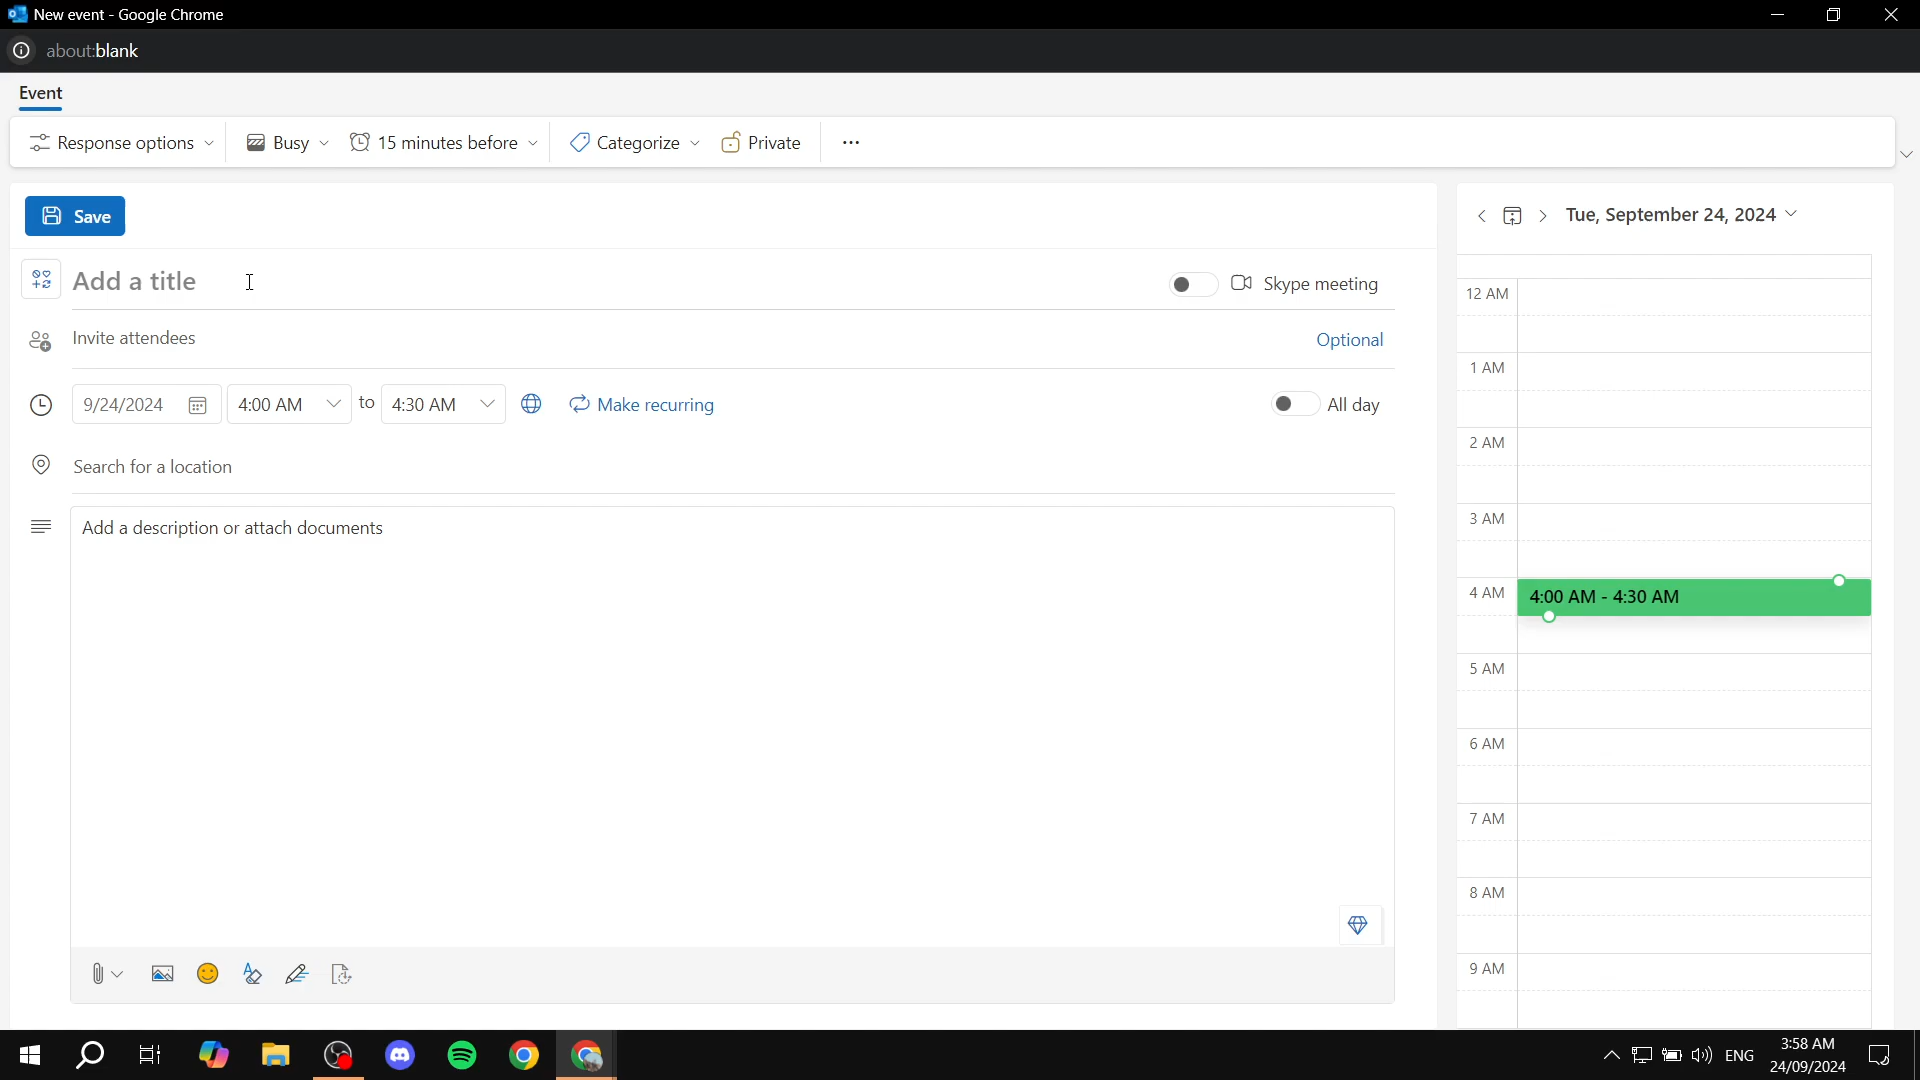 New event - Google Chrome
about:blank
Event
Response options
Busy
15 minutes before
Categorize
Private
Save
Tue, September 24, 2024
Add a title
Skype meeting
Invite attendees
Optional
9/24/2024
4:00 AM
to
4:30 AM
Make recurring
All day
Search for a location
Add a description or attach documents
12 AM
1 AM
2 AM
3 AM
4 AM
4:00 AM - 4:30 AM
5 AM
6 AM
7 AM
8 AM
9 AM
ENG
3:58 AM
24/09/2024